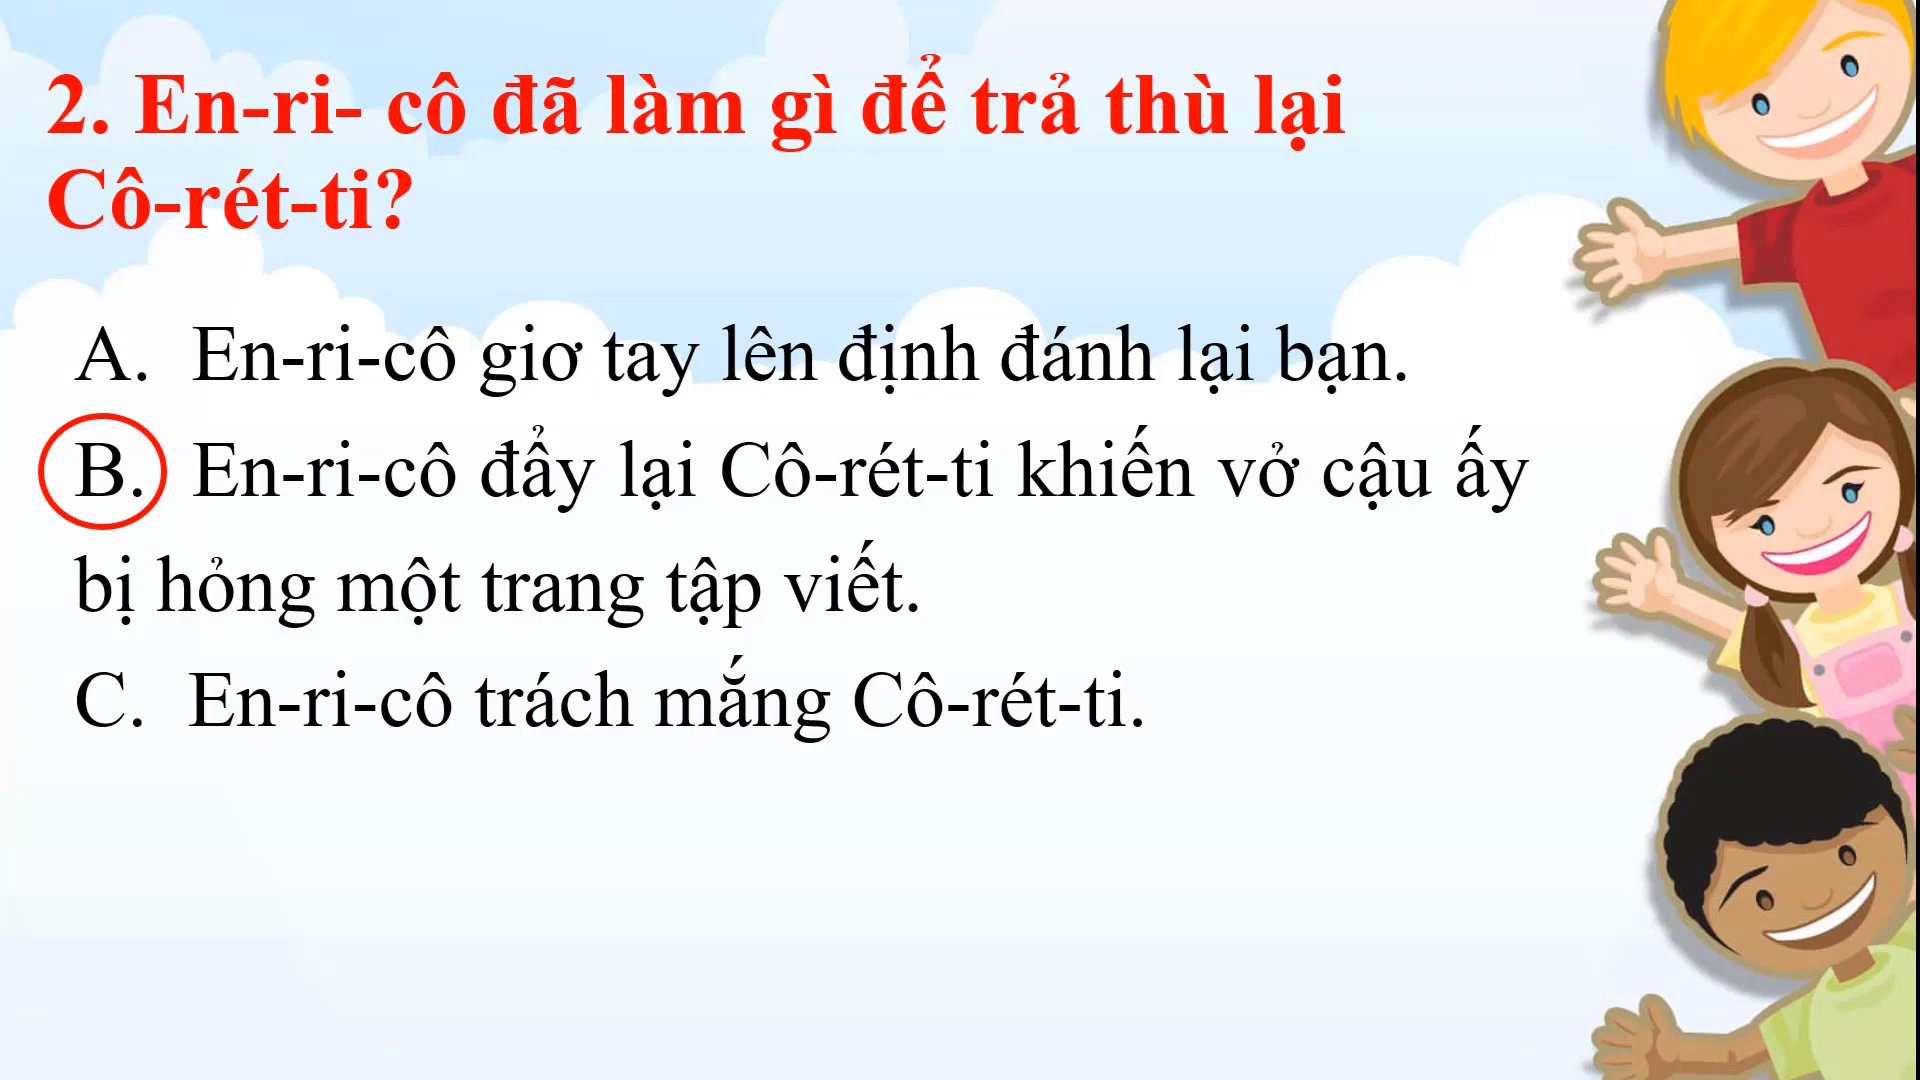 2. En-ri- cô đã làm gì để trả thù lại
Cô-rét-ti?
A. En-ri-cô giơ tay lên định đánh lại bạn.
B. En-ri-cô đẩy lại Cô-rét-ti khiến vở cậu ấy
bị hỏng một trang tập viết.
C. En-ri-cô trách mắng Cô-rét-ti.